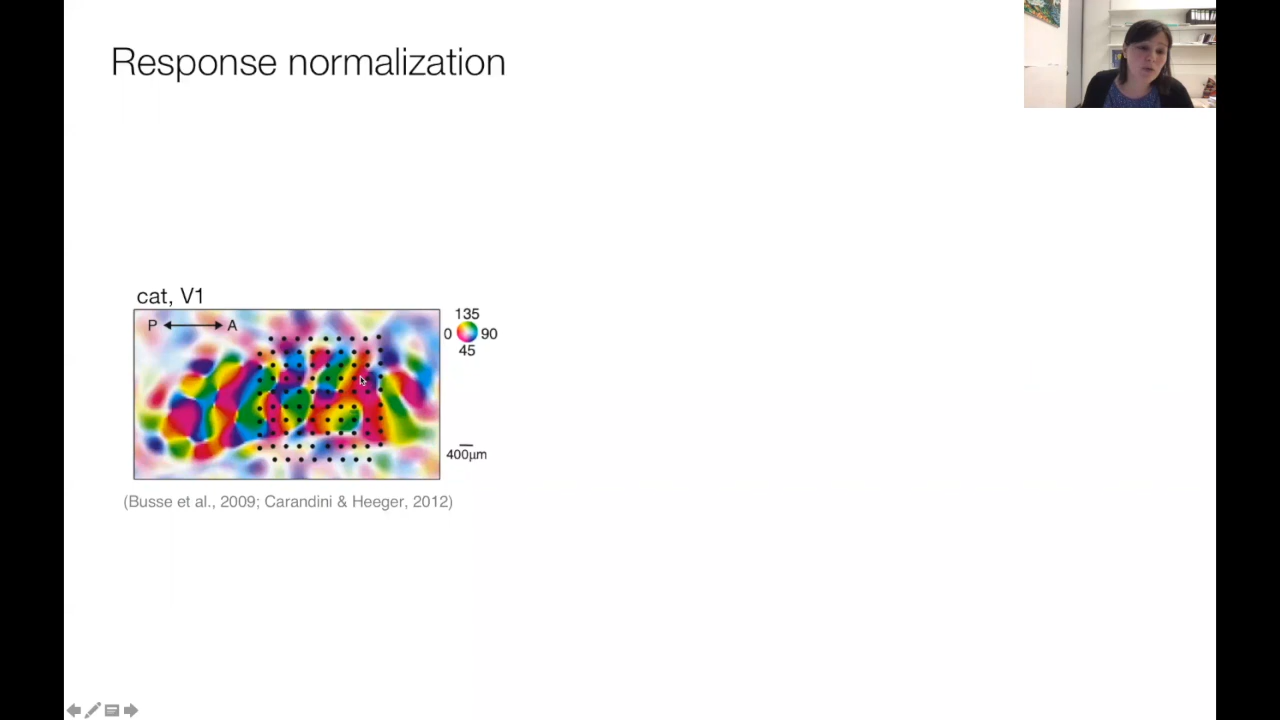 Response normalization
cat, V1
P A
135
0 90
45
400μm
(Busse et al., 2009; Carandini & Heeger, 2012)